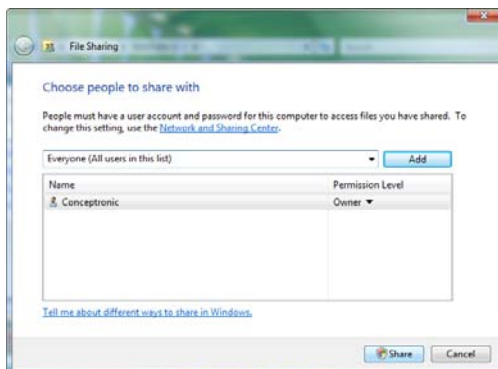 File Sharing
Choose people to share with
People must have a user account and password for this computer to access files you have shared. To
change this setting, use the Network and Sharing Center.
Everyone (All users in this list)
Add
Name Permission Level
Conceptronic Owner
Tell me about different ways to share in Windows.
Share Cancel